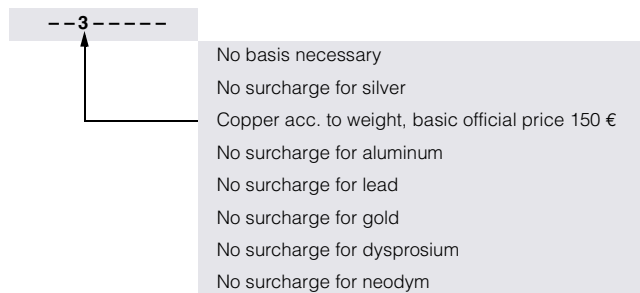 – – 3 – – – – –
No basis necessary
No surcharge for silver
Copper acc. to weight, basic official price 150 €
No surcharge for aluminum
No surcharge for lead
No surcharge for gold
No surcharge for dysprosium
No surcharge for neodym